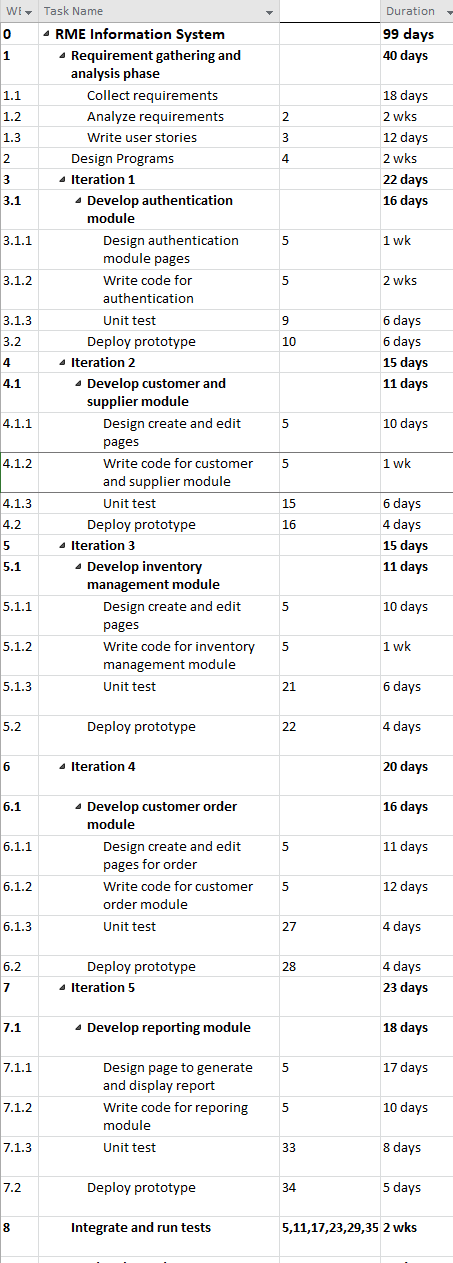 WE Task Name Duration
0 RME Information System 99 days
1 Requirement gathering and 40 days
analysis phase
1.1 Collect requirements 18 days
1.2 Analyze requirements 2 2 wks
1.3 Write user stories 3 12 days
2 Design Programs 4 2 wks
3 Iteration 1 22 days
3.1 Develop authentication 16 days
module
3.1.1 Design authentication 5 1 wk
module pages
3.1.2 Write code for 5 2 wks
authentication
3.1.3 Unit test 9 6 days
3.2 Deploy prototype 10 6 days
4 Iteration 2 15 days
4.1 Develop customer and 11 days
supplier module
4.1.1 Design create and edit 5 10 days
pages
4.1.2 Write code for customer 5 1 wk
and supplier module
4.1.3 Unit test 15 6 days
4.2 Deploy prototype 16 4 days
5 Iteration 3 15 days
5.1 Develop inventory 11 days
management module
5.1.1 Design create and edit 5 10 days
pages
5.1.2 Write code for inventory 5 1 wk
management module
5.1.3 Unit test 21 6 days
5.2 Deploy prototype 22 4 days
6 Iteration 4 20 days
6.1 Develop customer order 16 days
module
6.1.1 Design create and edit 5 11 days
pages for order
6.1.2 Write code for customer 5 12 days
order module
6.1.3 Unit test 27 4 days
6.2 Deploy prototype 28 4 days
7 Iteration 5 23 days
7.1 Develop reporting module 18 days
7.1.1 Design page to generate 5 17 days
and display report
7.1.2 Write code for reporing 5 10 days
module
7.1.3 Unit test 33 8 days
7.2 Deploy prototype 34 5 days
8 Integrate and run tests 5,11,17,23,29,35 2 wks